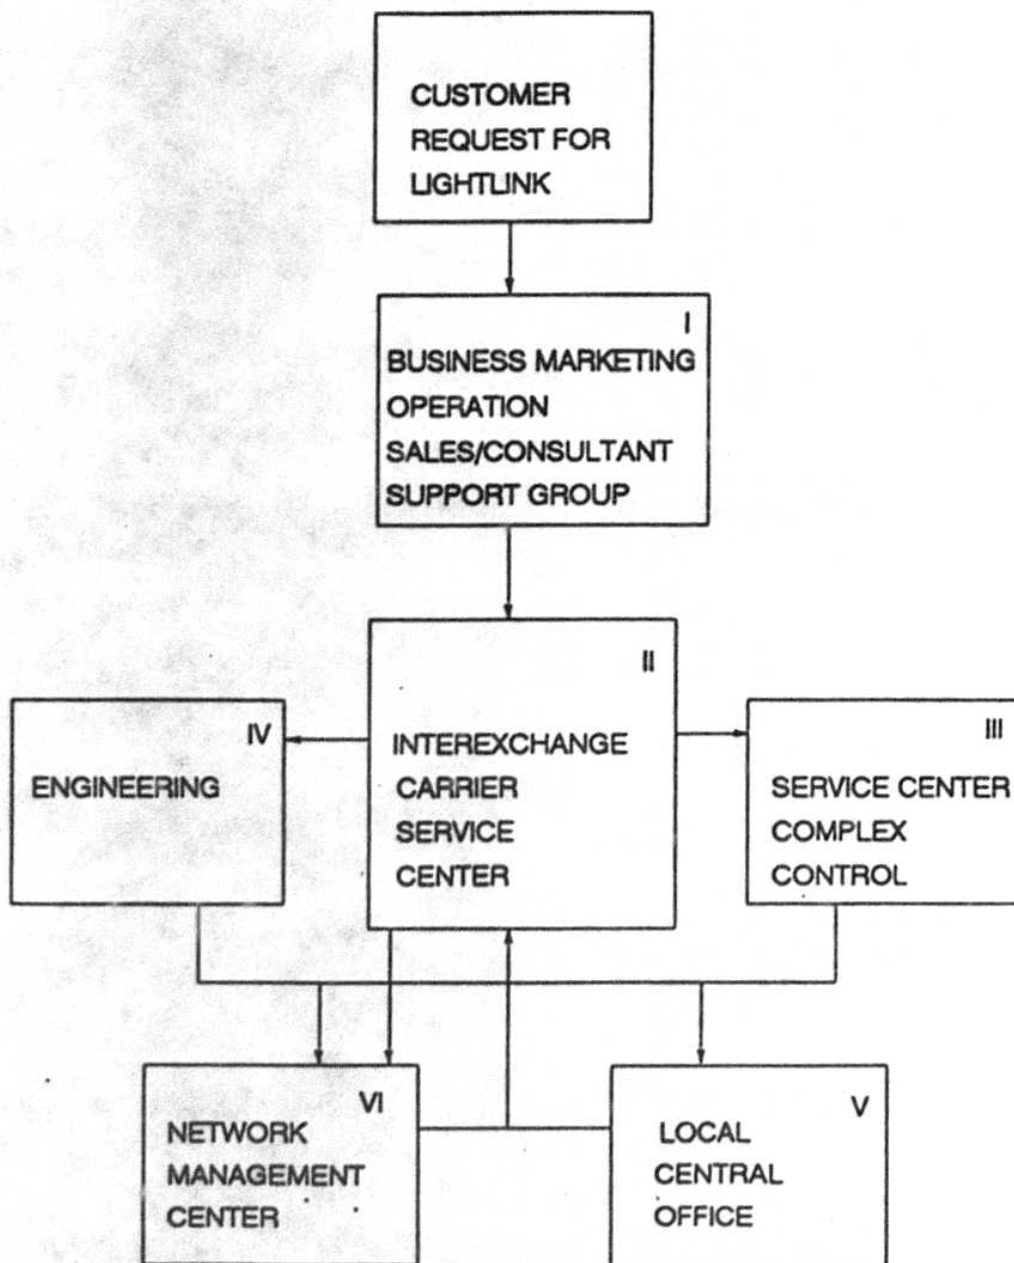 CUSTOMER
REQUEST FOR
LIGHTLINK
I
BUSINESS MARKETING
OPERATION
SALES/CONSULTANT
SUPPORT GROUP
II
INTEREXCHANGE
CARRIER
SERVICE
CENTER
IV
ENGINEERING
III
SERVICE CENTER
COMPLEX
CONTROL
VI
NETWORK
MANAGEMENT
CENTER
V
LOCAL
CENTRAL
OFFICE